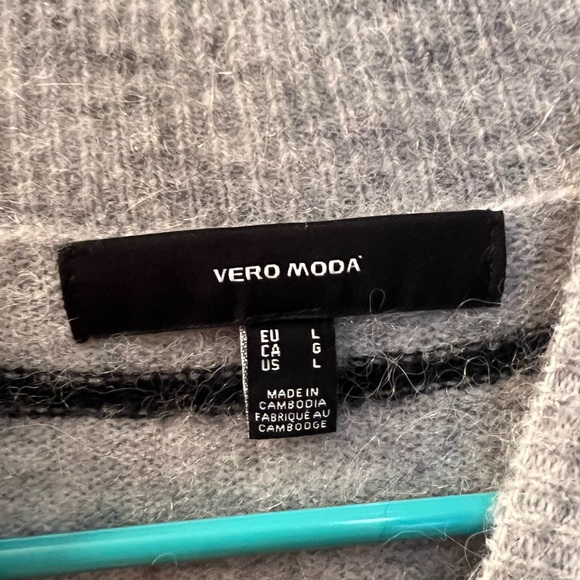 VERO MODA
EU L
CA G
US L
MADE IN
CAMBODIA
FABRIQUÉ AU
CAMBODGE